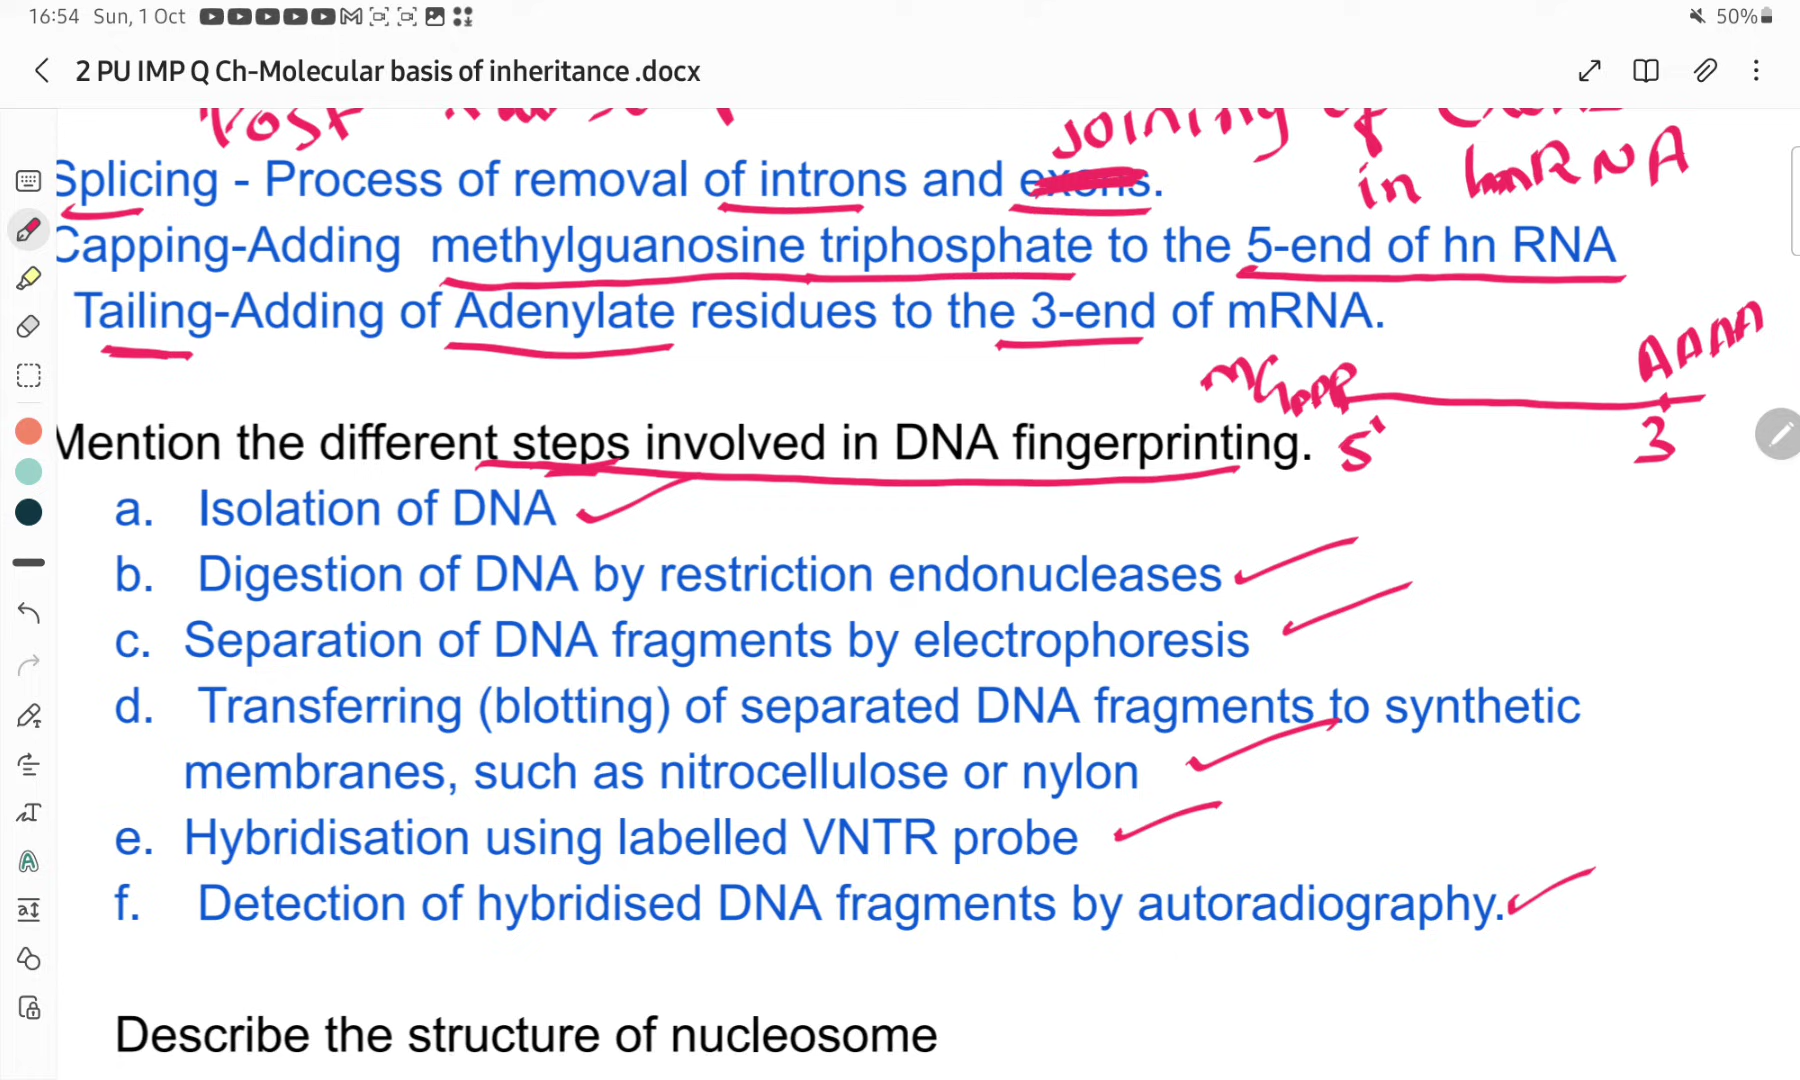 16:54 Sun, 1 Oct 50%
2 PU IMP Q Ch-Molecular basis of inheritance .docx
Post
Joining of
in hnRNA
Splicing - Process of removal of introns and exons.
Capping-Adding methylguanosine triphosphate to the 5-end of hn RNA
Tailing-Adding of Adenylate residues to the 3-end of mRNA.
mGppp AAAA
5' 3
Mention the different steps involved in DNA fingerprinting.
a. Isolation of DNA
b. Digestion of DNA by restriction endonucleases
c. Separation of DNA fragments by electrophoresis
d. Transferring (blotting) of separated DNA fragments to synthetic
membranes, such as nitrocellulose or nylon
e. Hybridisation using labelled VNTR probe
f. Detection of hybridised DNA fragments by autoradiography.
Describe the structure of nucleosome